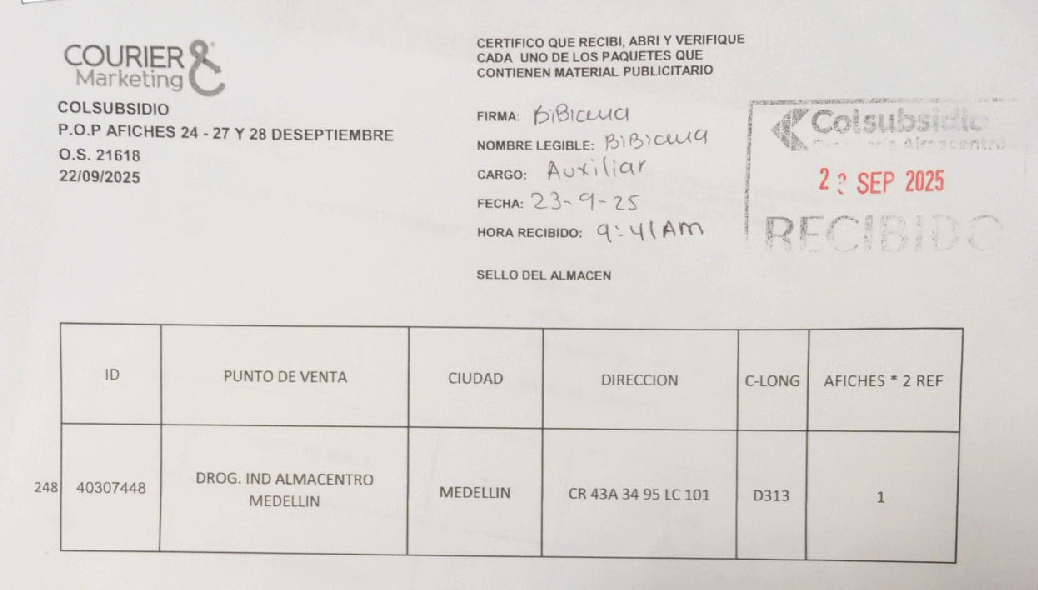 COURIER &
Marketing
COLSUBSIDIO
P.O.P AFICHES 24 - 27 Y 28 DESEPTIEMBRE
O.S. 21618
22/09/2025
CERTIFICO QUE RECIBI, ABRI Y VERIFIQUE
CADA UNO DE LOS PAQUETES QUE
CONTIENEN MATERIAL PUBLICITARIO
FIRMA: BiBiana
NOMBRE LEGIBLE: BiBiana
CARGO: Auxiliar
FECHA: 23-9-25
HORA RECIBIDO: 9:41 AM
SELLO DEL ALMACEN
Colsubsidio
Almacentro
SEP 2025
RECIBIDO
ID PUNTO DE VENTA CIUDAD DIRECCION C-LONG AFICHES * 2 REF
248 40307448 DROG. IND ALMACENTRO MEDELLIN MEDELLIN CR 43A 34 95 LC 101 D313 1